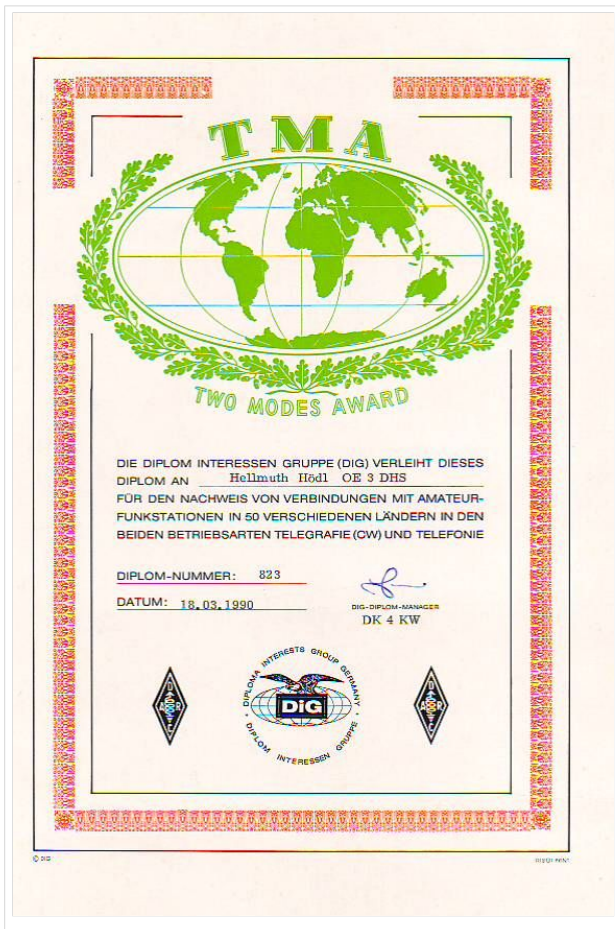 TMA
TWO MODES AWARD
DIE DIPLOM INTERESSEN GRUPPE (DIG) VERLEIHT DIESES
DIPLOM AN Hellmuth Hödl OE 3 DHS
FÜR DEN NACHWEIS VON VERBINDUNGEN MIT AMATEUR-
FUNKSTATIONEN IN 50 VERSCHIEDENEN LÄNDERN IN DEN
BEIDEN BETRIEBSARTEN TELEGRAFIE (CW) UND TELEFONIE
DIPLOM-NUMMER: 823
DATUM: 18.03.1990
DIG-DIPLOM-MANAGER
DK 4 KW
DIPLOMA INTERESTS GROUP GERMANY
DiG
DIPLOM INTERESSEN GRUPPE
© DIG